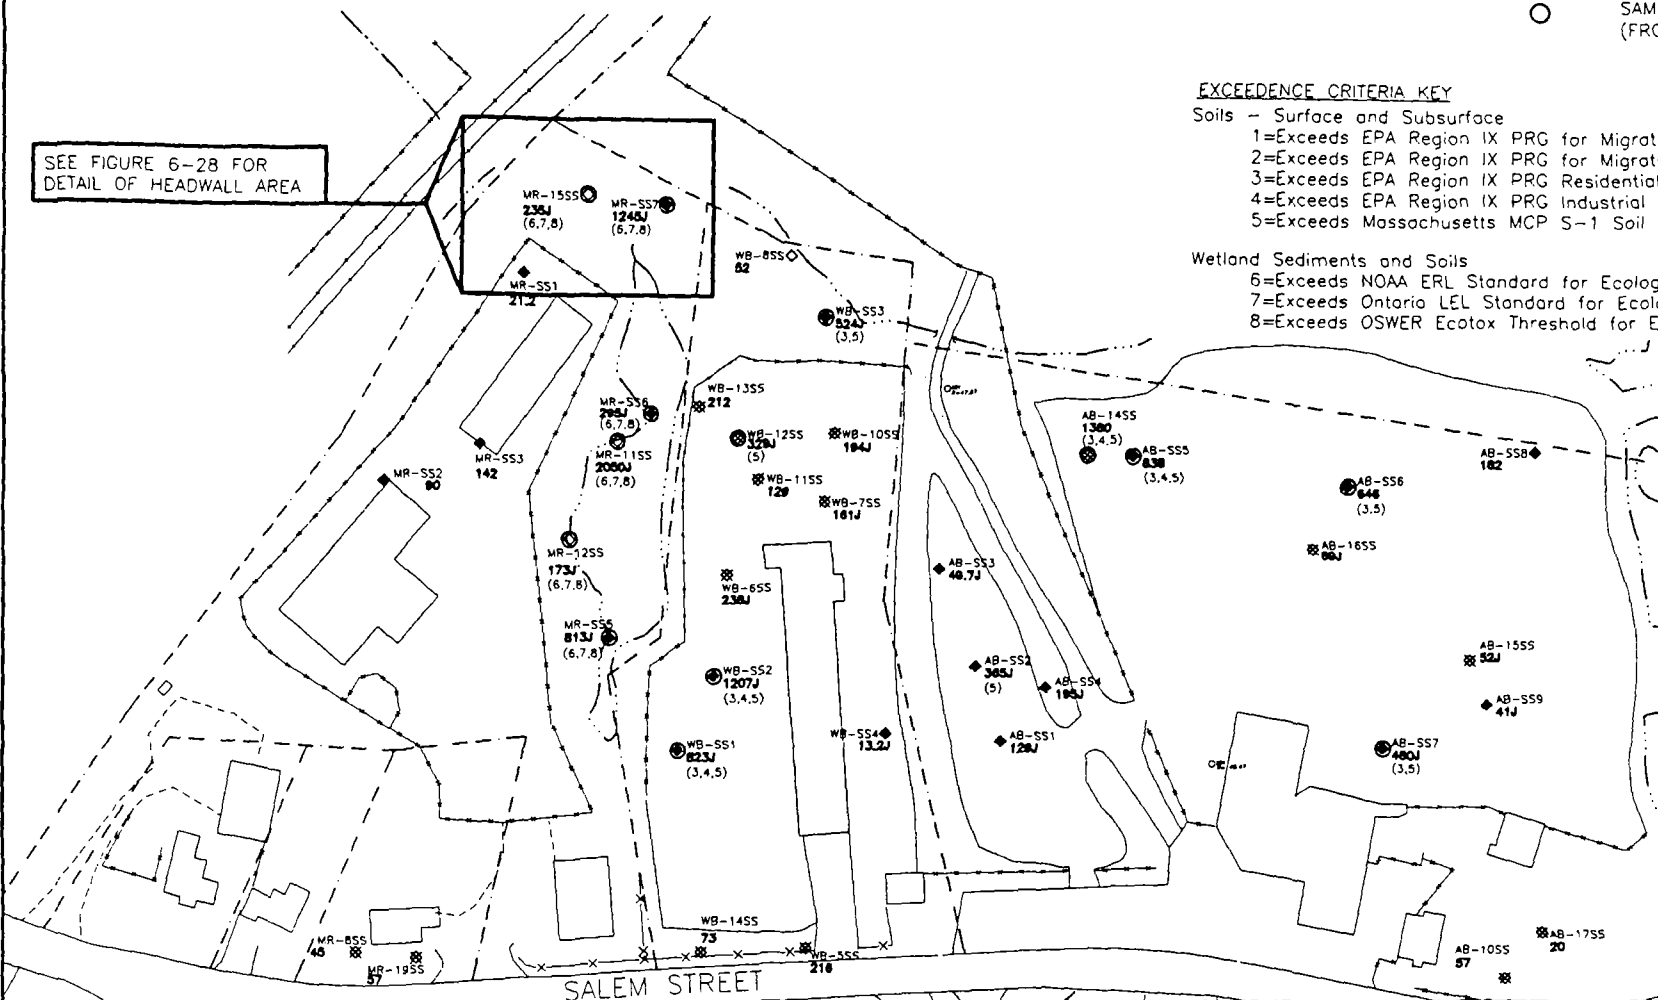 SAM
(FRO
EXCEEDENCE CRITERIA KEY
Soils - Surface and Subsurface
1=Exceeds EPA Region IX PRG for Migrat
2=Exceeds EPA Region IX PRG for Migrat
3=Exceeds EPA Region IX PRG Residential
4=Exceeds EPA Region IX PRG Industrial
5=Exceeds Massachusetts MCP S-1 Soil
Wetland Sediments and Soils
6=Exceeds NOAA ERL Standard for Ecolog
7=Exceeds Ontario LEL Standard for Ecol
8=Exceeds OSWER Ecotox Threshold for E
SEE FIGURE 6-28 FOR
DETAIL OF HEADWALL AREA
MR-15SS
235J
(6,7,8)
MR-SS7
1245J
(6,7,8)
MR-SS1
21.2
WB-8SS
52
WB-SS3
524J
(3,5)
MR-SS6
295J
(6,7,8)
MR-11SS
2050J
(6,7,8)
MR-SS3
142
MR-SS2
90
MR-12SS
173J
(6,7,8)
MR-SS5
813J
(6,7,8)
WB-13SS
212
WB-12SS
329J
(5)
WB-10SS
194J
WB-11SS
129
WB-7SS
161J
WB-6SS
236J
WB-SS2
1207J
(3,4,5)
WB-SS1
823J
(3,4,5)
WB-SS4
13.2J
AB-14SS
1380
(3,4,5)
AB-SS5
(3,4,5)
AB-SS6
646
(3,5)
AB-SS8
182
AB-16SS
89J
AB-SS3
49.7J
AB-SS2
365J
(5)
AB-SS4
195J
AB-SS1
126J
AB-15SS
52J
AB-SS9
41J
AB-SS7
480J
(3,5)
MR-8SS
45
MR-19SS
57
WB-14SS
73
WB-5SS
216
AB-17SS
20
AB-10SS
57
SALEM STREET